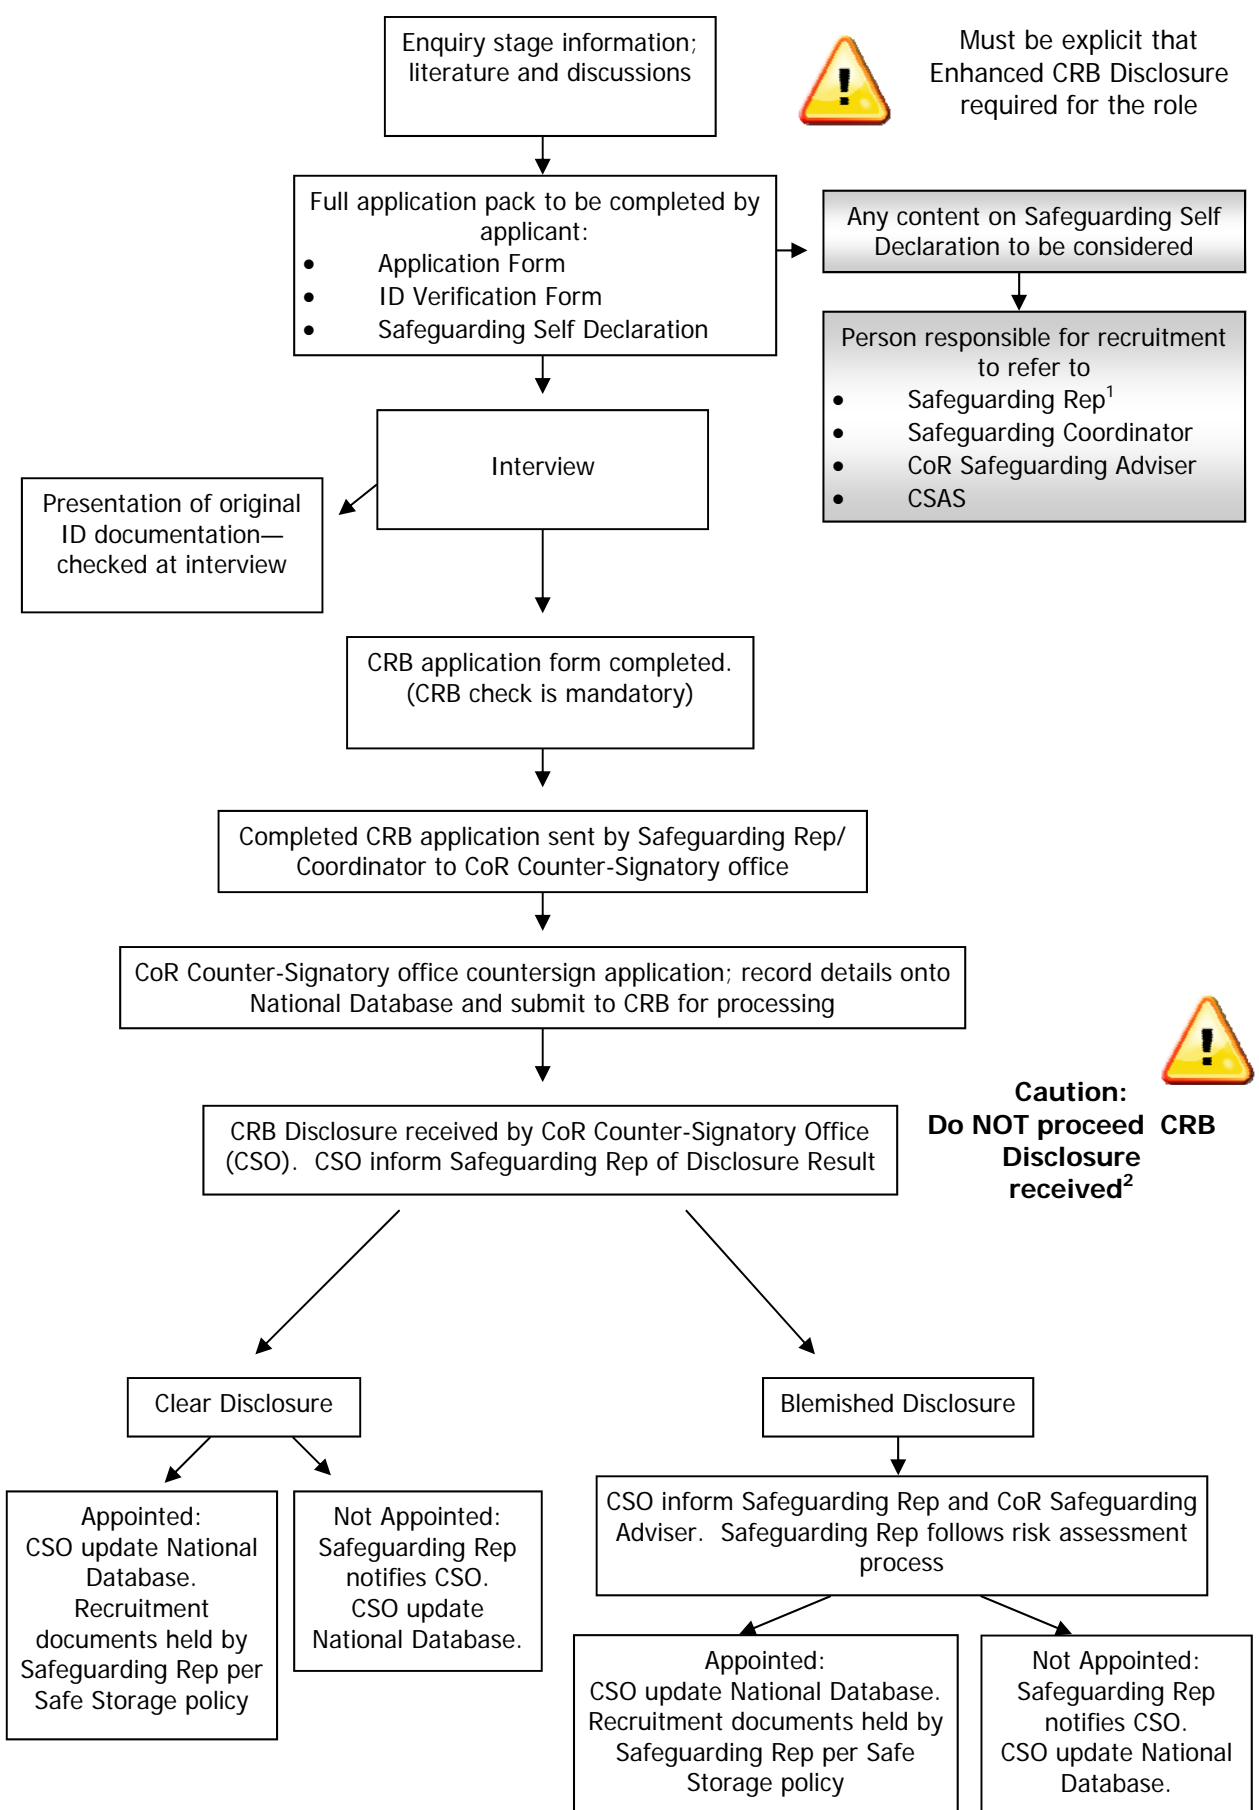 Enquiry stage information;
literature and discussions
Must be explicit that
Enhanced CRB Disclosure
required for the role
Full application pack to be completed by
applicant:
• Application Form
• ID Verification Form
• Safeguarding Self Declaration
Any content on Safeguarding Self
Declaration to be considered
Person responsible for recruitment
to refer to
• Safeguarding Rep¹
• Safeguarding Coordinator
• CoR Safeguarding Adviser
• CSAS
Interview
Presentation of original
ID documentation—
checked at interview
CRB application form completed.
(CRB check is mandatory)
Completed CRB application sent by Safeguarding Rep/
Coordinator to CoR Counter-Signatory office
CoR Counter-Signatory office countersign application; record details onto
National Database and submit to CRB for processing
Caution:
Do NOT proceed CRB
Disclosure
received²
CRB Disclosure received by CoR Counter-Signatory Office
(CSO). CSO inform Safeguarding Rep of Disclosure Result
Clear Disclosure
Blemished Disclosure
Appointed:
CSO update National
Database.
Recruitment
documents held by
Safeguarding Rep per
Safe Storage policy
Not Appointed:
Safeguarding Rep
notifies CSO.
CSO update
National Database.
CSO inform Safeguarding Rep and CoR Safeguarding
Adviser. Safeguarding Rep follows risk assessment
process
Appointed:
CSO update National Database.
Recruitment documents held by
Safeguarding Rep per Safe
Storage policy
Not Appointed:
Safeguarding Rep
notifies CSO.
CSO update National
Database.